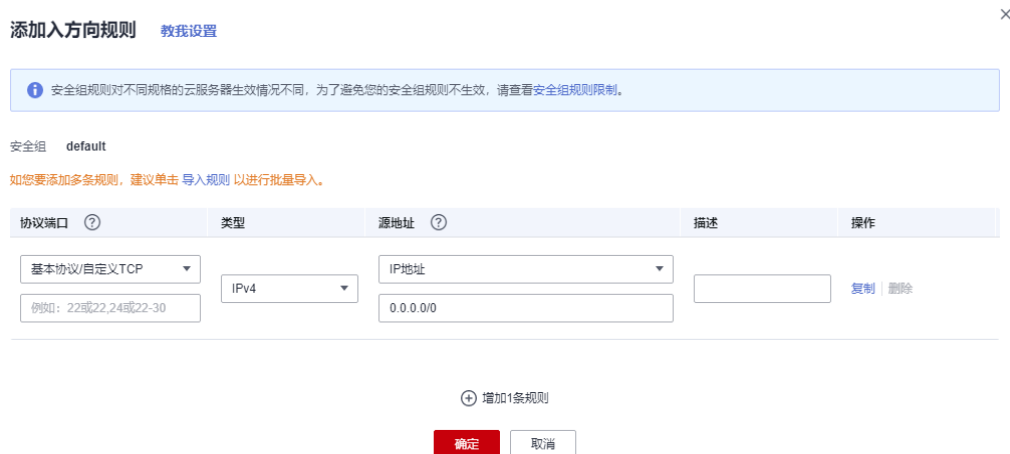 添加入方向规则 教我设置
安全组规则对不同规格的云服务器生效情况不同，为了避免您的安全组规则不生效，请查看安全组规则限制。
安全组 default
如您要添加多条规则，建议单击 导入规则 以进行批量导入。
协议端口 类型 源地址 描述 操作
基本协议/自定义TCP IP地址
IPv4 复制 删除
例如：22或22,24或22-30 0.0.0.0/0
增加1条规则
确定 取消